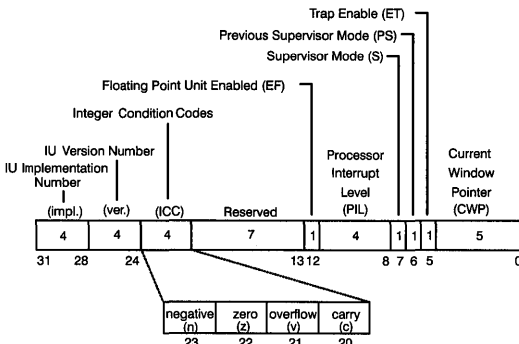 Trap Enable (ET)
Previous Supervisor Mode (PS)
Supervisor Mode (S)
Floating Point Unit Enabled (EF)
Integer Condition Codes
IU Version Number
IU Implementation
Number
Processor
Interrupt
Level
(PIL)
Current
Window
Pointer
(CWP)
(impl.) (ver.) (ICC) Reserved
4 4 4 7 1 4 1 1 1 5
31 28 24 13 12 8 7 6 5 0
negative
(n)
zero
(z)
overflow
(v)
carry
(c)
23 22 21 20